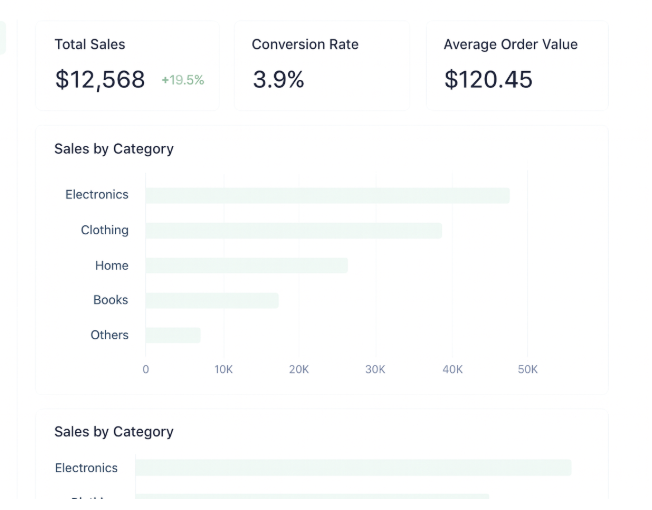 Total Sales
Conversion Rate
Average Order Value
$12,568 +19.5%
3.9%
$120.45
Sales by Category
Electronics
Clothing
Home
Books
Others
0 10K 20K 30K 40K 50K
Sales by Category
Electronics